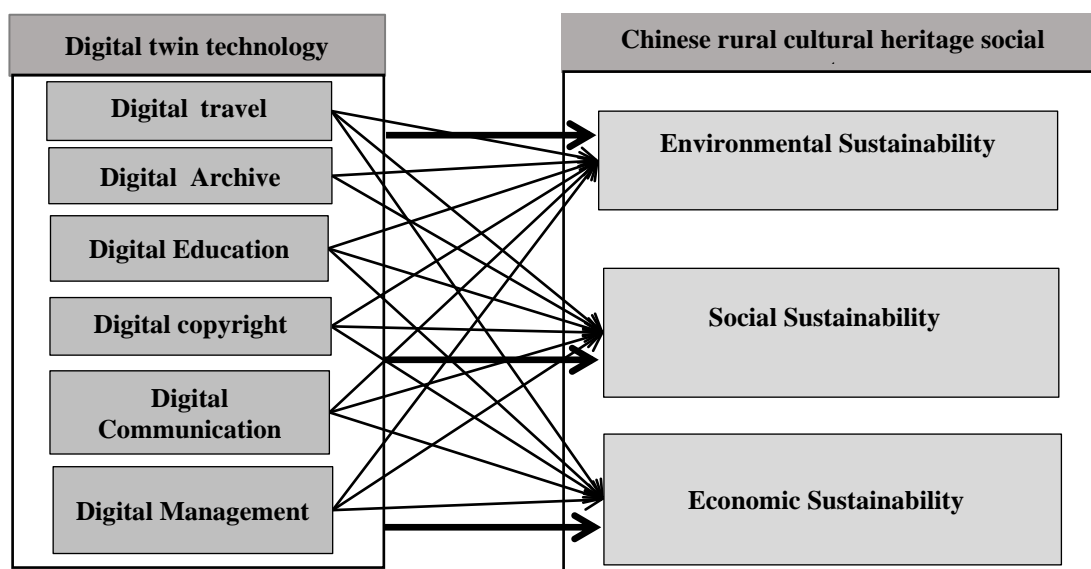 Digital twin technology
Digital travel
Digital Archive
Digital Education
Digital copyright
Digital
Communication
Digital Management
Chinese rural cultural heritage social
.
Environmental Sustainability
Social Sustainability
Economic Sustainability